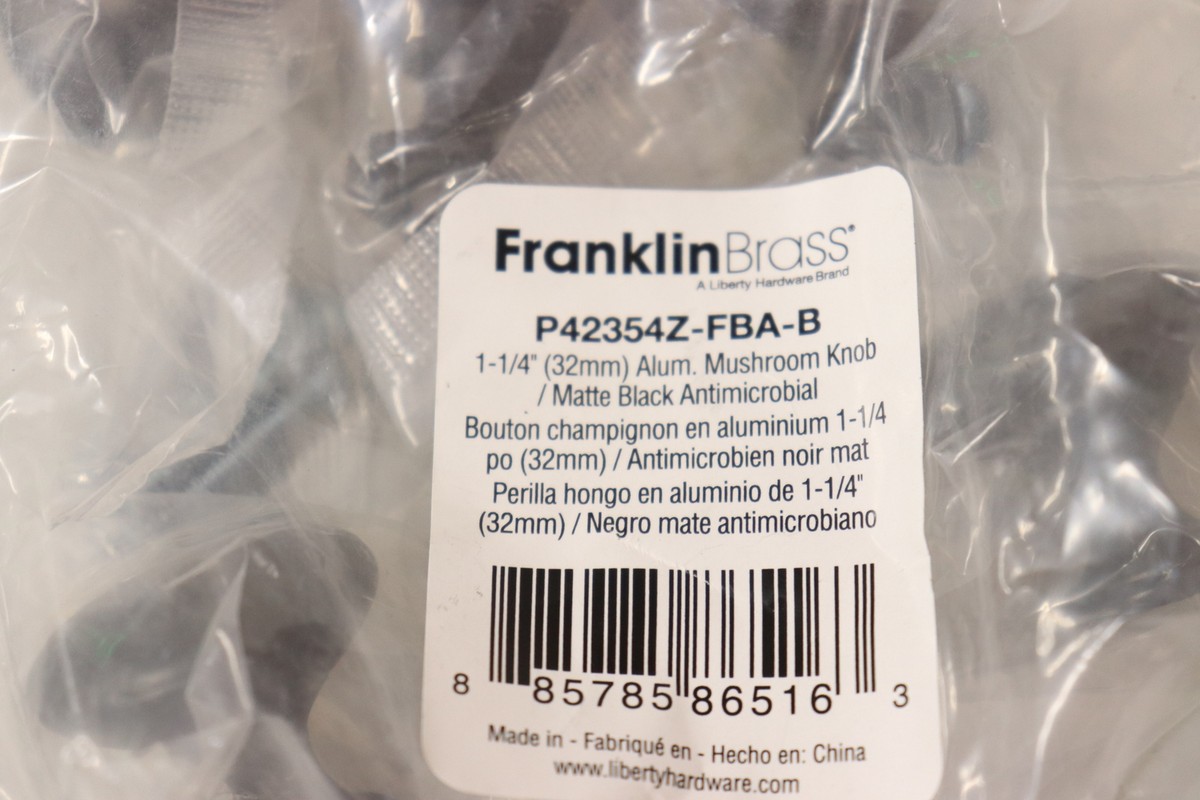 FranklinBrass®
A Liberty Hardware Brand
P42354Z-FBA-B
1-1/4" (32mm) Alum. Mushroom Knob
/ Matte Black Antimicrobial
Bouton champignon en aluminium 1-1/4
po (32mm) / Antimicrobien noir mat
Perilla hongo en aluminio de 1-1/4"
(32mm) / Negro mate antimicrobiano
8 85785 86516 3
Made in - Fabriqué en - Hecho en: China
www.libertyhardware.com